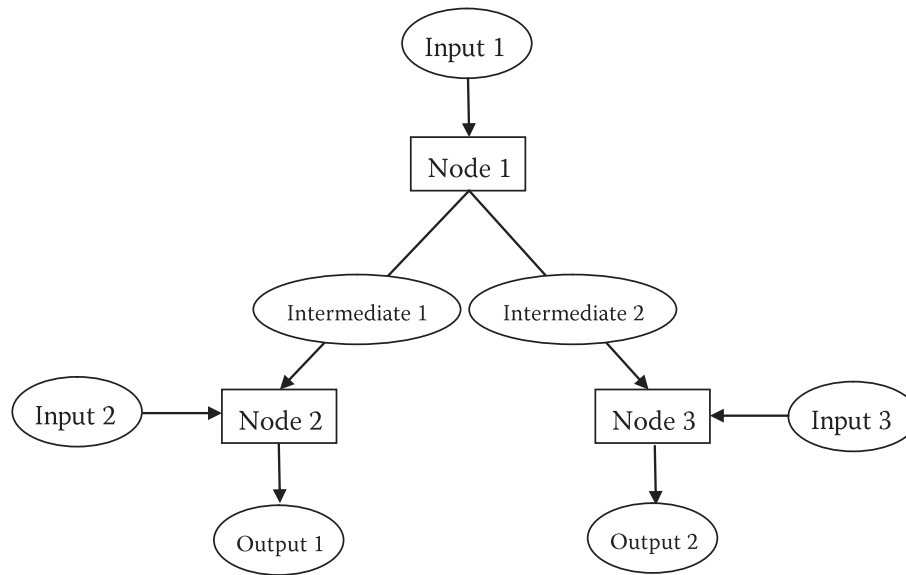 Input 1
Node 1
Intermediate 1
Intermediate 2
Input 2
Node 2
Node 3
Input 3
Output 1
Output 2